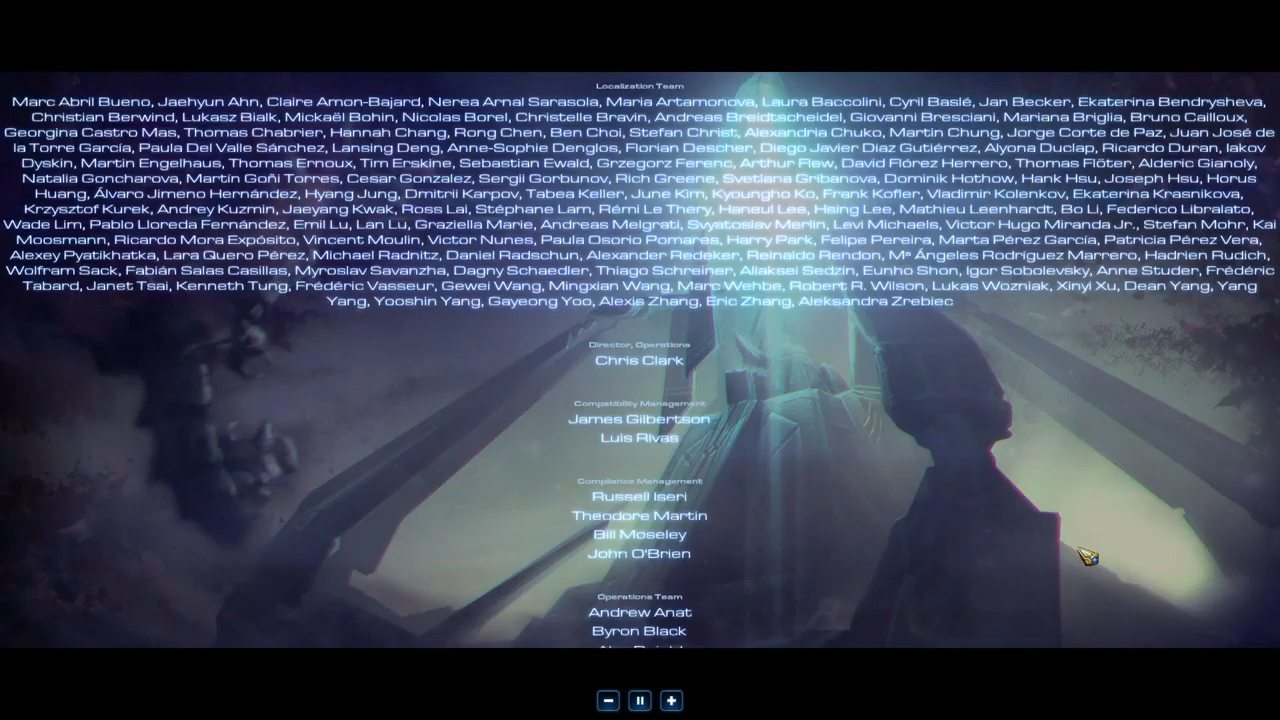 Localization Team
Marc Abril Bueno, Jaehyun Ahn, Claire Amon-Bajard, Nerea Arnal Sarasola, Maria Artamonova, Laura Baccolini, Cyril Baslé, Jan Becker, Ekaterina Bendrysheva,
Christian Berwind, Lukasz Bialk, Mickaël Bohin, Nicolas Borel, Christelle Bravin, Andreas Breidtscheidel, Giovanni Bresciani, Mariana Briglia, Bruno Cailloux,
Georgina Castro Mas, Thomas Chabrier, Hannah Chang, Rong Chen, Ben Choi, Stefan Christ, Alexandria Chuko, Martin Chung, Jorge Corte de Paz, Juan José de
la Torre García, Paula Del Valle Sánchez, Lansing Deng, Anne-Sophie Denglos, Florian Descher, Diego Javier Díaz Gutiérrez, Alyona Duclap, Ricardo Duran, Iakov
Dyskin, Martin Engelhaus, Thomas Ernoux, Tim Erskine, Sebastian Ewald, Grzegorz Ferenc, Arthur Flew, David Flórez Herrero, Thomas Flöter, Alderic Gianoly,
Natalia Goncharova, Martín Goñi Torres, Cesar Gonzalez, Sergii Gorbunov, Rich Greene, Svetlana Gribanova, Dominik Hothow, Hank Hsu, Joseph Hsu, Horus
Huang, Álvaro Jimeno Hernández, Hyang Jung, Dmitrii Karpov, Tabea Keller, June Kim, Kyoungho Ko, Frank Kofler, Vladimir Kolenkov, Ekaterina Krasnikova,
Krzysztof Kurek, Andrey Kuzmin, Jaeyang Kwak, Ross Lai, Stéphane Lam, Rémi Le Thery, Haneul Lee, Hsing Lee, Mathieu Leenhardt, Bo Li, Federico Libralato,
Wade Lim, Pablo Lloreda Fernández, Emil Lu, Lan Lu, Graziella Marie, Andreas Melgrati, Svyatoslav Merlin, Levi Michaels, Victor Hugo Miranda Jr., Stefan Mohr, Kai
Moosmann, Ricardo Mora Expósito, Vincent Moulin, Victor Nunes, Paula Osorio Pomares, Harry Park, Felipe Pereira, Marta Pérez García, Patricia Pérez Vera,
Alexey Pyatikhatka, Lara Quero Pérez, Michael Radnitz, Daniel Radschun, Alexander Redeker, Reinaldo Rendon, Mª Ángeles Rodríguez Marrero, Hadrien Rudich,
Wolfram Sack, Fabián Salas Casillas, Myroslav Savanzha, Dagny Schaedler, Thiago Schreiner, Aliaksei Sedzin, Eunho Shon, Igor Sobolevsky, Anne Studer, Frédéric
Tabard, Janet Tsai, Kenneth Tung, Frédéric Vasseur, Gewei Wang, Mingxian Wang, Marc Wehbe, Robert R. Wilson, Lukas Wozniak, Xinyi Xu, Dean Yang, Yang
Yang, Yooshin Yang, Gayeong Yoo, Alexis Zhang, Eric Zhang, Aleksandra Zrebiec
Director, Operations
Chris Clark
Compatibility Management
James Gilbertson
Luis Rivas
Compliance Management
Russell Iseri
Theodore Martin
Bill Moseley
John O'Brien
Operations Team
Andrew Anat
Byron Black